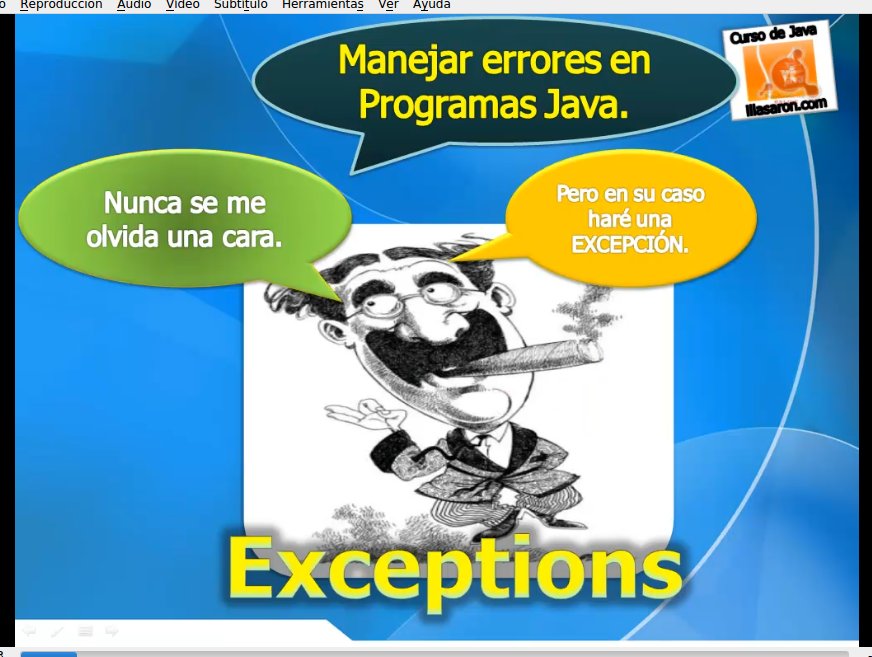 Reproducción Audio Vídeo Subtítulo Herramientas Ver Ayuda
Manejar errores en
Programas Java.
Curso de Java
lilasaron.com
Nunca se me
olvida una cara.
Pero en su caso
haré una
EXCEPCIÓN.
Exceptions